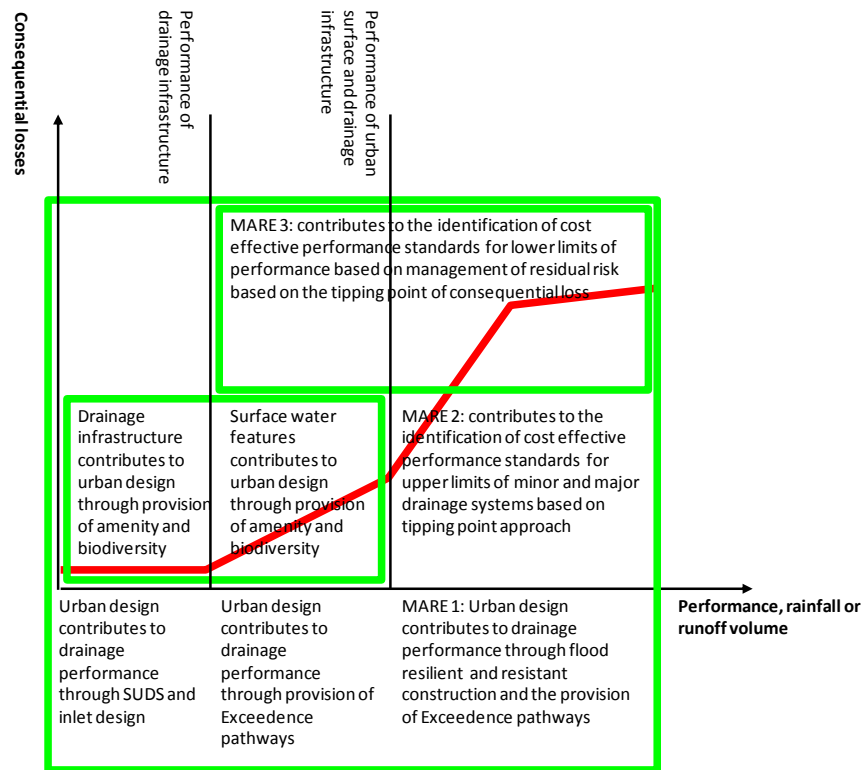 Consequential losses
Performance of
drainage infrastructure
Performance of urban
surface and drainage
infrastructure
MARE 3: contributes to the identification of cost
effective performance standards for lower limits of
performance based on management of residual risk
based on the tipping point of consequential loss
Drainage
infrastructure
contributes to
urban design
through provision
of amenity and
biodiversity
Surface water
features
contributes to
urban design
through provision
of amenity and
biodiversity
MARE 2: contributes to the
identification of cost effective
performance standards for
upper limits of minor and major
drainage systems based on
tipping point approach
Urban design
contributes to
drainage
performance
through SUDS and
inlet design
Urban design
contributes to
drainage
performance
through provision of
Exceedence
pathways
MARE 1: Urban design
contributes to drainage
performance through flood
resilient and resistant
construction and the provision
of Exceedence pathways
Performance, rainfall or
runoff volume